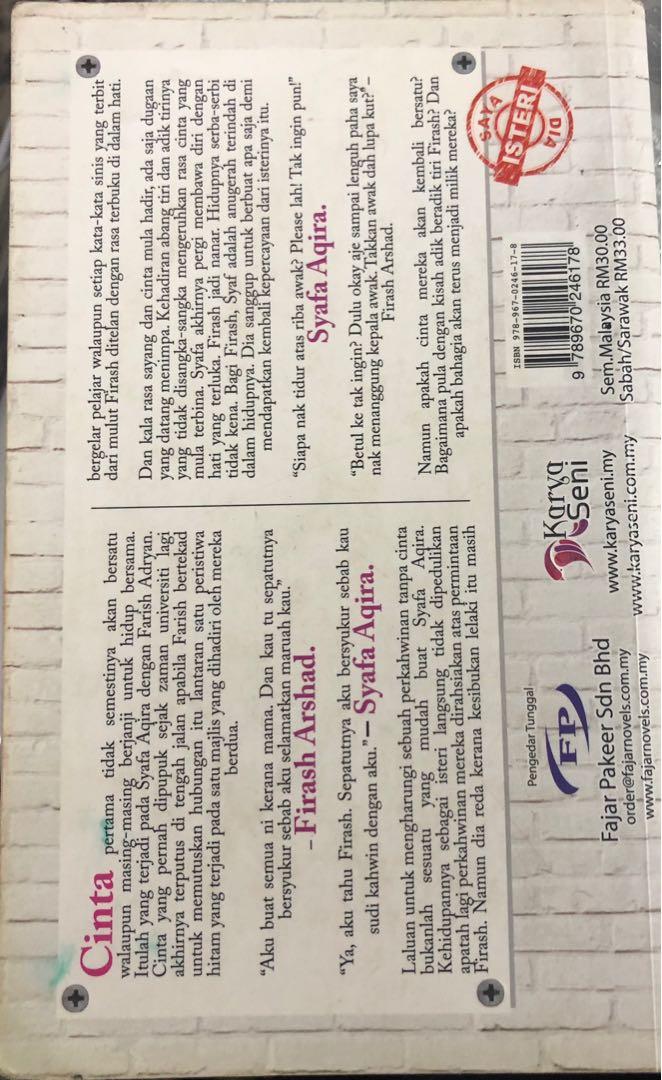 Cinta pertama tidak semestinya akan bersatu
walaupun masing-masing berjanji untuk hidup bersama.
Itulah yang terjadi pada Syafa Aqira dengan Farish Adryan.
Cinta yang pernah dipupuk sejak zaman universiti lagi
akhirnya terputus di tengah jalan apabila Farish bertekad
untuk memutuskan hubungan itu lantaran satu peristiwa
hitam yang terjadi pada satu majlis yang dihadiri oleh mereka
berdua.
“Aku buat semua ni kerana mama. Dan kau tu sepatutnya
bersyukur sebab aku selamatkan maruah kau.”
– Firash Arshad.
“Ya, aku tahu Firash. Sepatutnya aku bersyukur sebab kau
sudi kahwin dengan aku.” – Syafa Aqira.
Laluan untuk mengharungi sebuah perkahwinan tanpa cinta
bukanlah sesuatu yang mudah buat Syafa Aqira.
Kehidupannya sebagai isteri langsung tidak dipedulikan
apatah lagi perkahwinan mereka dirahsiakan atas permintaan
Firash. Namun dia reda kerana kesibukan lelaki itu masih
bergelar pelajar walaupun setiap kata-kata sinis yang terbit
dari mulut Firash ditelan dengan rasa terbuku di dalam hati.
Dan kala rasa sayang dan cinta mula hadir, ada saja dugaan
yang datang menimpa. Kehadiran abang tiri dan adik tirinya
yang tidak disangka-sangka mengeruhkan rasa cinta yang
mula terbina. Syafa akhirnya pergi membawa diri dengan
hati yang terluka. Firash jadi nanar. Hidupnya serba-serbi
tidak kena. Bagi Firash, Syaf adalah anugerah terindah di
dalam hidupnya. Dia sanggup untuk berbuat apa saja demi
mendapatkan kembali kepercayaan dari isterinya itu.
“Siapa nak tidur atas riba awak? Please lah! Tak ingin pun!”
Syafa Aqira.
“Betul ke tak ingin? Dulu okay aje sampai lenguh paha saya
nak menanggung kepala awak. Takkan awak dah lupa kut?” –
Firash Arshad.
Namun apakah cinta mereka akan kembali bersatu?
Bagaimana pula dengan kisah adik beradik tiri Firash? Dan
apakah bahagia akan terus menjadi milik mereka?
Pengedar Tunggal
FP
Fajar Pakeer Sdn Bhd
order@fajarnovels.com.my
www.fajarnovels.com.my
Karya
Seni
www.karyaseni.my
www.karyaseni.com.my
ISBN 978-967-0246-17-8
9 789670 246178
Sem.Malaysia RM30.00
Sabah/Sarawak RM33.00
SAYA
ISTERI
DIA